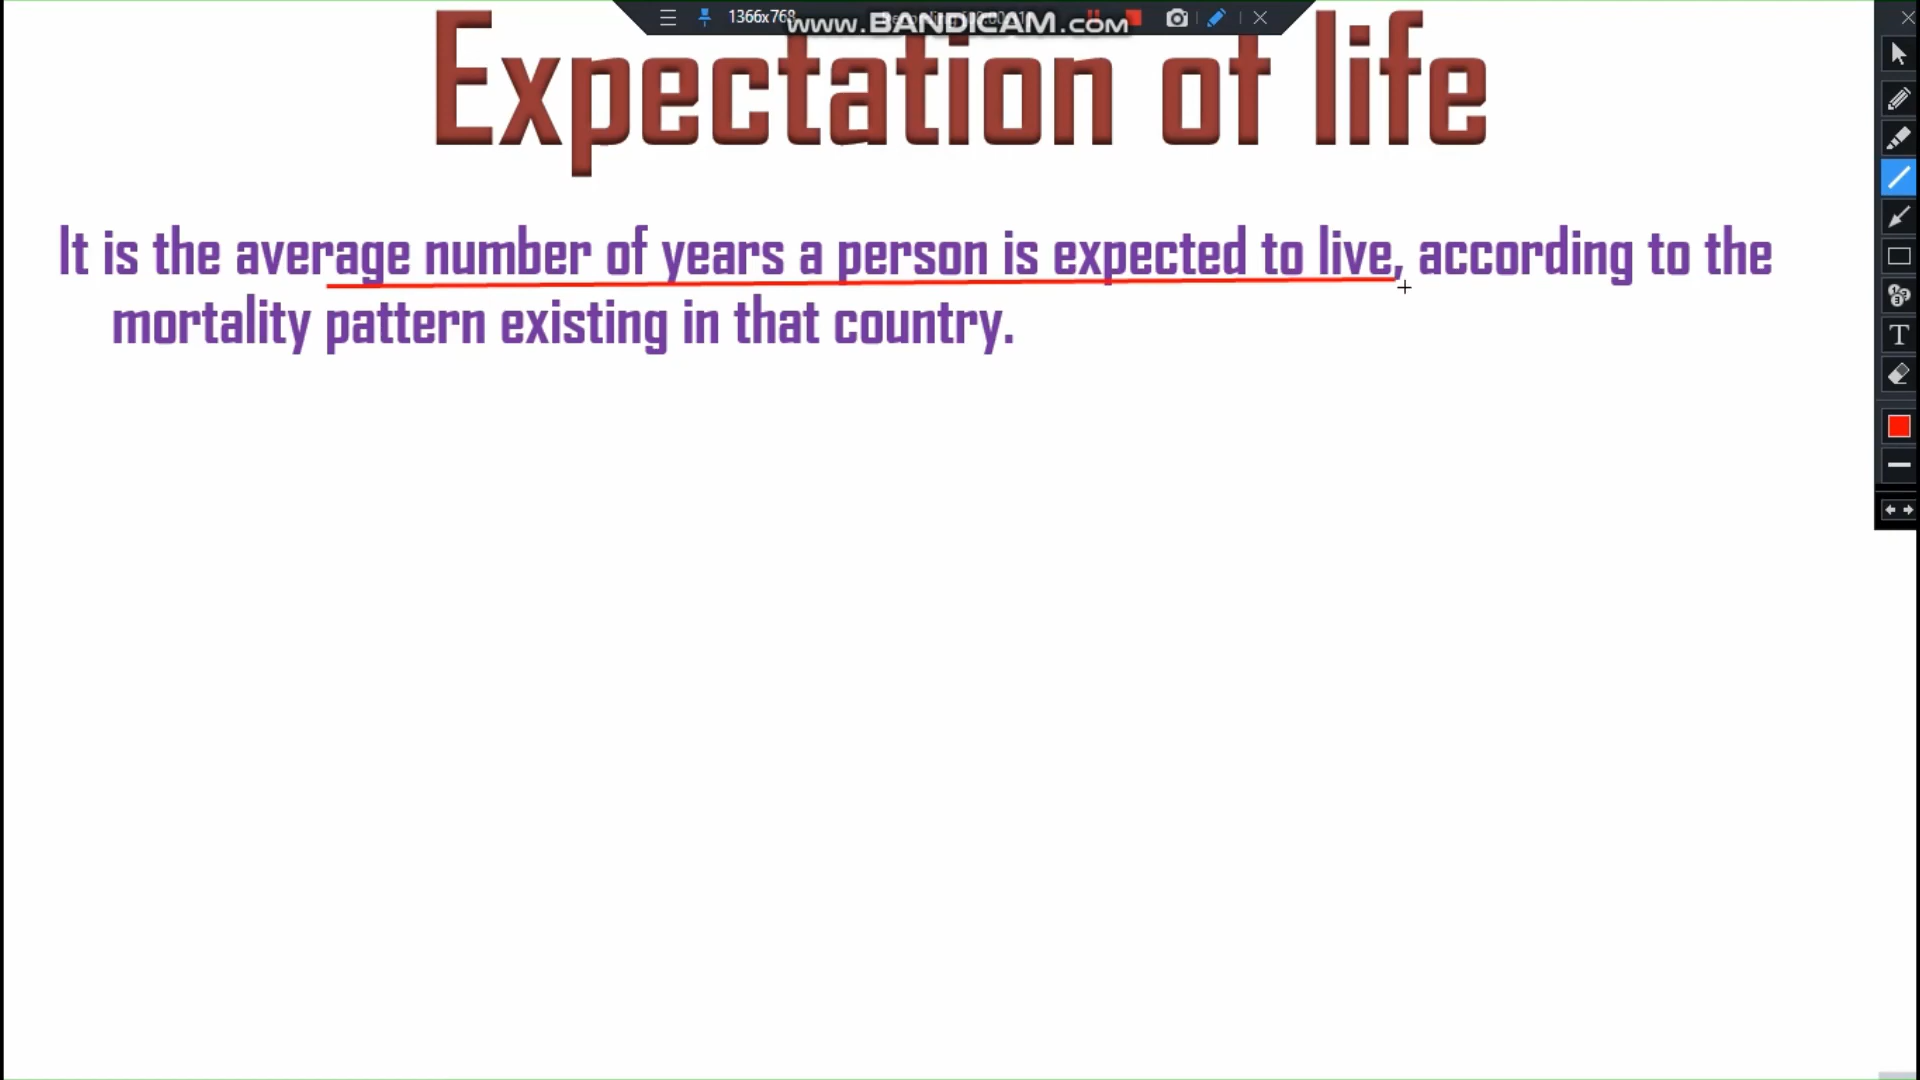 1366x768
www.BANDICAM.com
Expectation of life
It is the average number of years a person is expected to live, according to the
mortality pattern existing in that country.
T